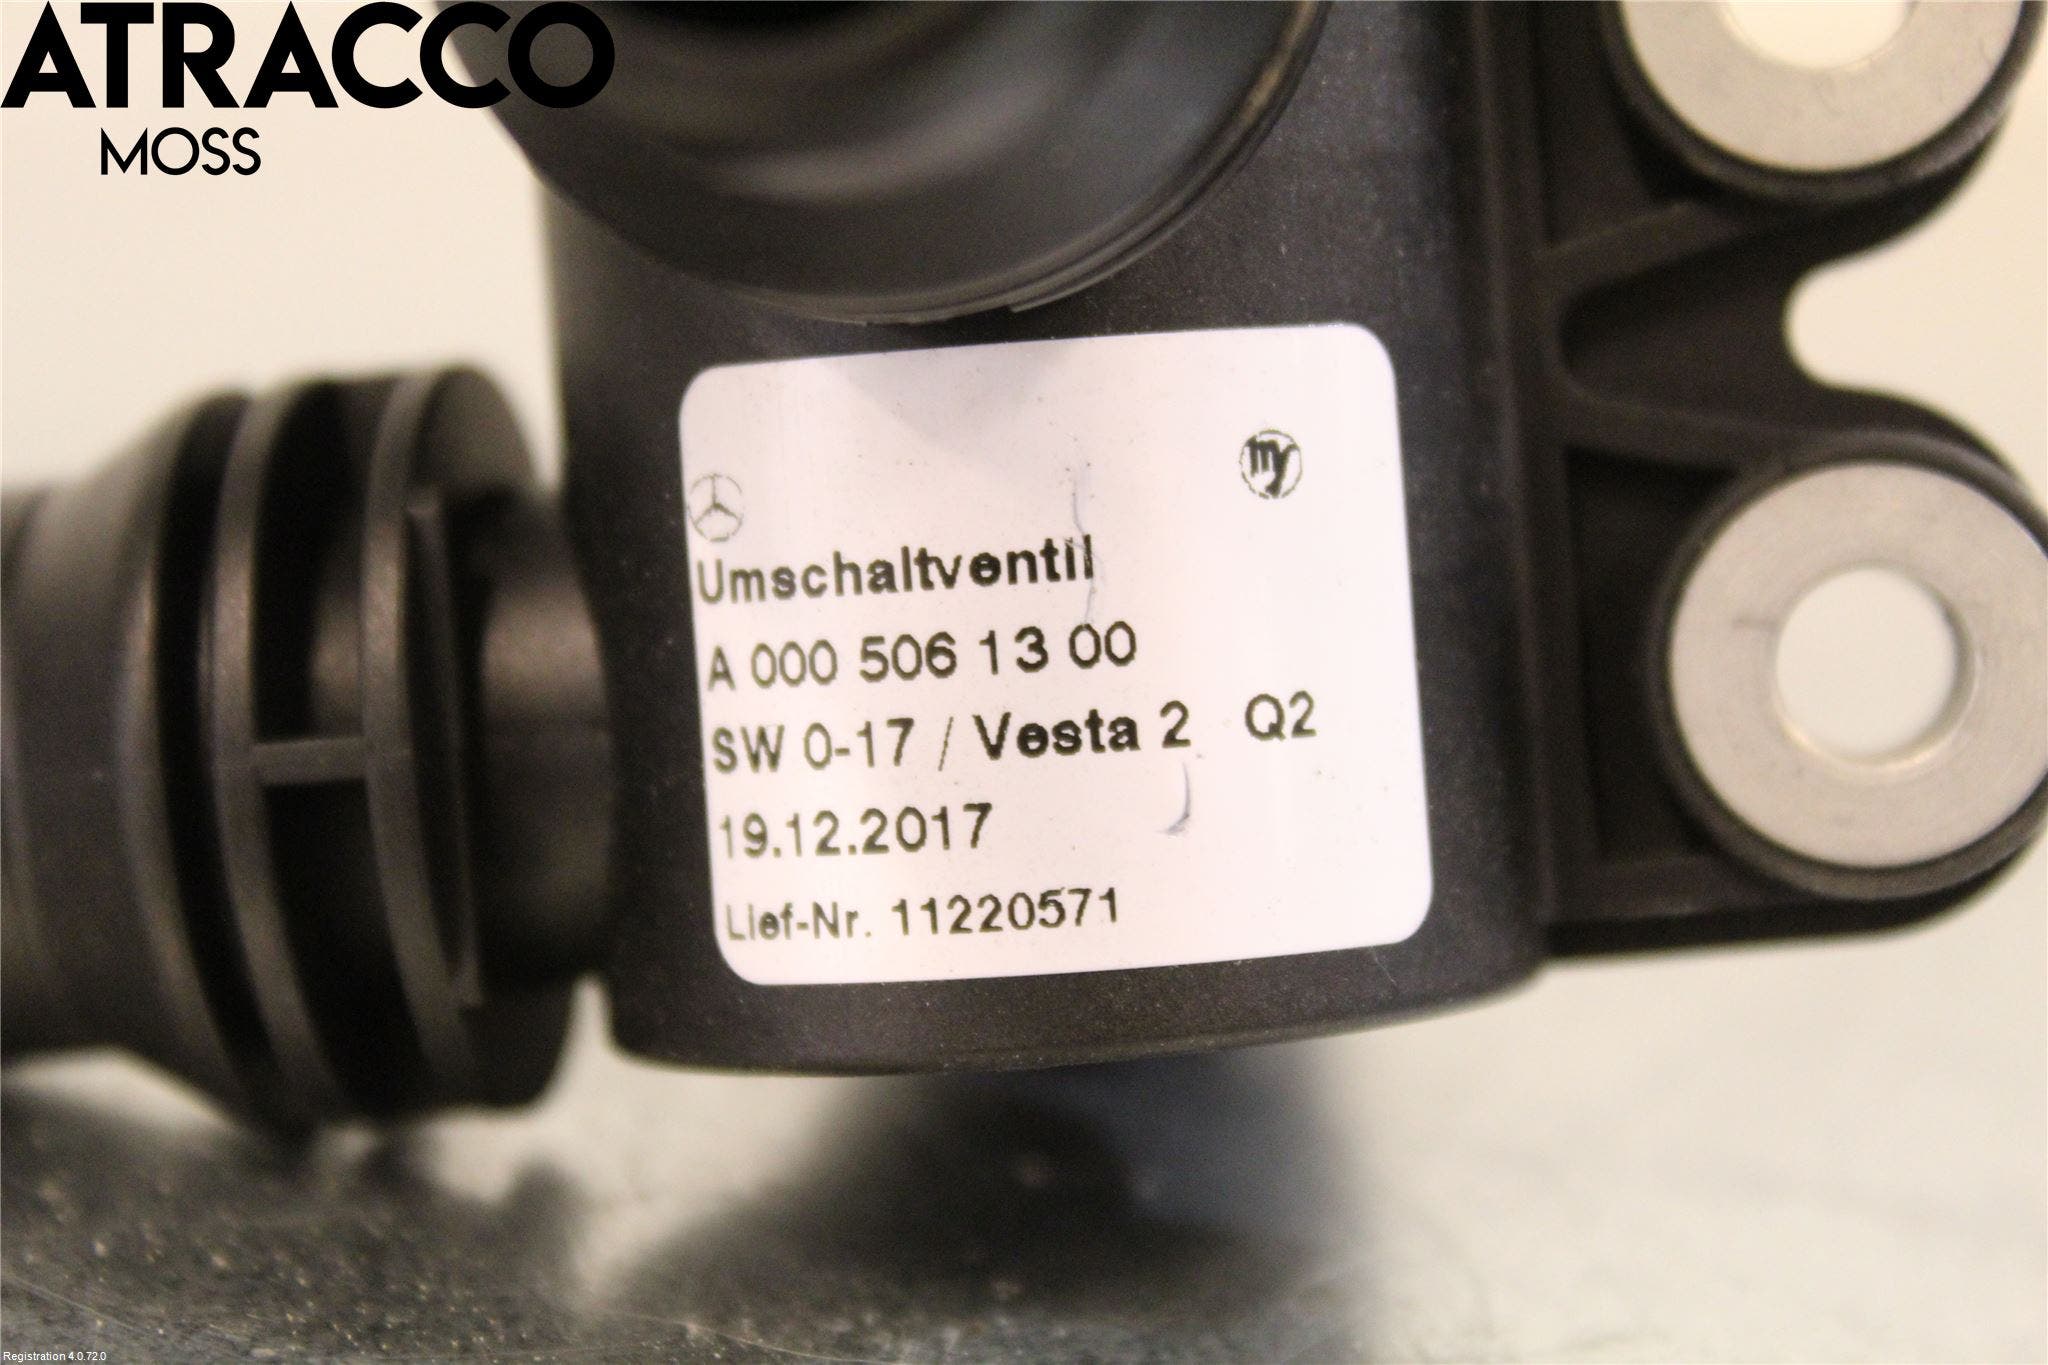 ATRACCO
MOSS
my
Umschaltventil
A 000 506 13 00
SW 0-17 / Vesta 2 Q2
19.12.2017
Lief-Nr. 11220571
Registration 4.0.72.0